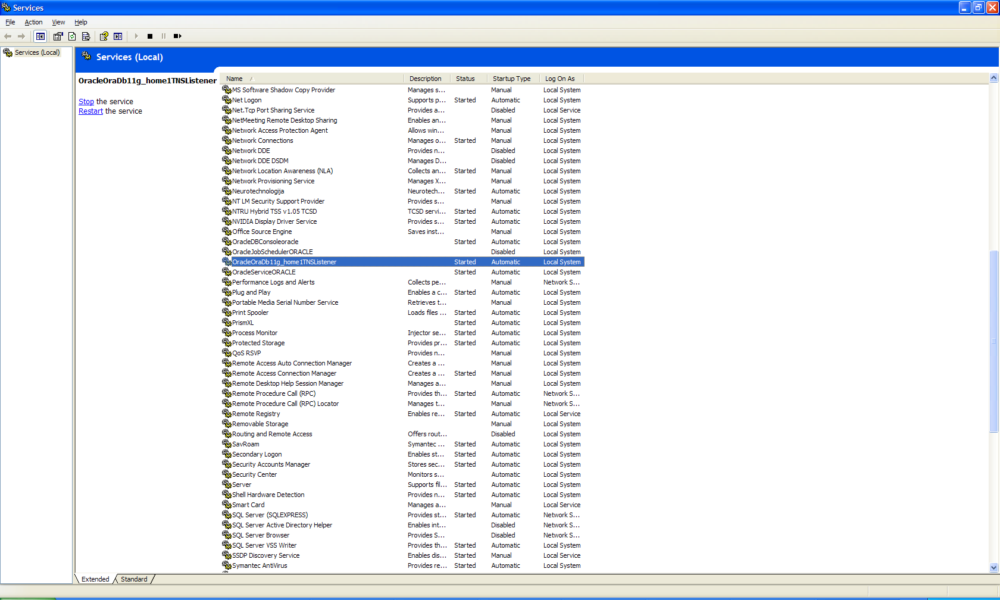 Services
File Action View Help
Services (Local)
Services (Local)
OracleOraDb11g_home1TNSListener
Stop the service
Restart the service
Name Description Status Startup Type Log On As
MS Software Shadow Copy Provider Manages s... Manual Local System
Net Logon Supports p... Started Automatic Local System
Net.Tcp Port Sharing Service Provides a... Disabled Local Service
NetMeeting Remote Desktop Sharing Enables an... Manual Local System
Network Access Protection Agent Allows win... Manual Local System
Network Connections Manages o... Started Manual Local System
Network DDE Provides n... Disabled Local System
Network DDE DSDM Manages D... Disabled Local System
Network Location Awareness (NLA) Collects an... Started Manual Local System
Network Provisioning Service Manages X... Manual Local System
Neurotechnologija Neurotech... Started Automatic Local System
NT LM Security Support Provider Provides s... Manual Local System
NTRU Hybrid TSS v1.05 TCSD TCSD servi... Started Automatic Local System
NVIDIA Display Driver Service Provides s... Started Automatic Local System
Office Source Engine Saves inst... Manual Local System
OracleDBConsoleoracle Started Automatic Local System
OracleJobSchedulerORACLE Disabled Local System
OracleOraDb11g_home1TNSListener Started Automatic Local System
OracleServiceORACLE Started Automatic Local System
Performance Logs and Alerts Collects pe... Manual Network S...
Plug and Play Enables a c... Started Automatic Local System
Portable Media Serial Number Service Retrieves t... Manual Local System
Print Spooler Loads files ... Started Automatic Local System
PrismXL Started Automatic Local System
Process Monitor Injector se... Started Automatic Local System
Protected Storage Provides pr... Started Automatic Local System
QoS RSVP Provides n... Manual Local System
Remote Access Auto Connection Manager Creates a ... Manual Local System
Remote Access Connection Manager Creates a ... Started Manual Local System
Remote Desktop Help Session Manager Manages a... Manual Local System
Remote Procedure Call (RPC) Provides th... Started Automatic Network S...
Remote Procedure Call (RPC) Locator Manages t... Manual Network S...
Remote Registry Enables re... Started Automatic Local Service
Removable Storage Manual Local System
Routing and Remote Access Offers rout... Disabled Local System
SavRoam Symantec ... Started Automatic Local System
Secondary Logon Enables st... Started Automatic Local System
Security Accounts Manager Stores sec... Started Automatic Local System
Security Center Monitors s... Automatic Local System
Server Supports fil... Started Automatic Local System
Shell Hardware Detection Provides n... Started Automatic Local System
Smart Card Manages a... Manual Local Service
SQL Server (SQLEXPRESS) Provides st... Started Automatic Network S...
SQL Server Active Directory Helper Enables int... Disabled Network S...
SQL Server Browser Provides S... Disabled Network S...
SQL Server VSS Writer Provides th... Started Automatic Local System
SSDP Discovery Service Enables dis... Started Manual Local Service
Symantec AntiVirus Provides re... Started Automatic Local System
Extended Standard